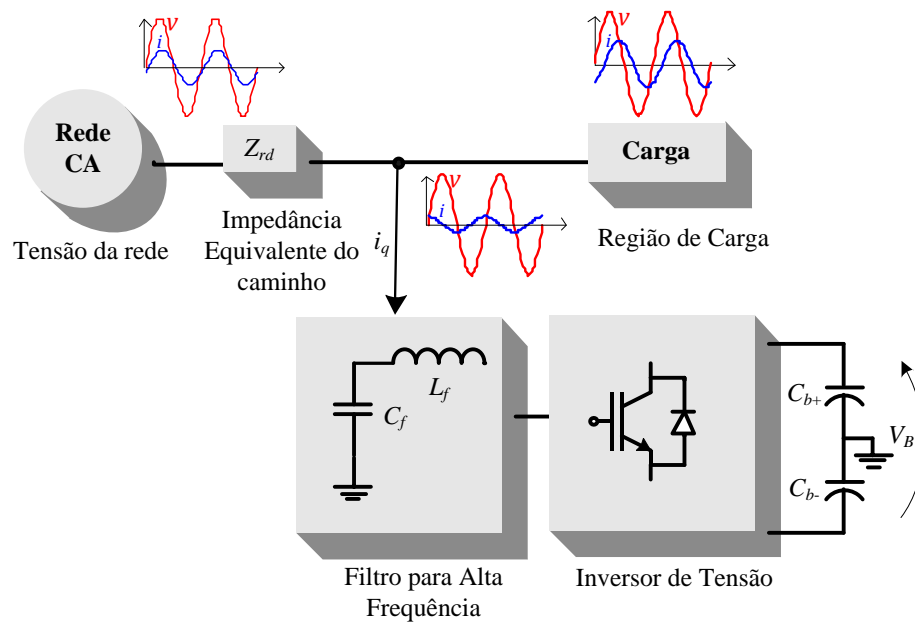 v
i
v
i
Rede
CA
Z_rd
Carga
Tensão da rede
Impedância
Equivalente do
caminho
i_q
v
i
Região de Carga
C_f
L_f
C_b+
C_b-
V_B
Filtro para Alta
Frequência
Inversor de Tensão